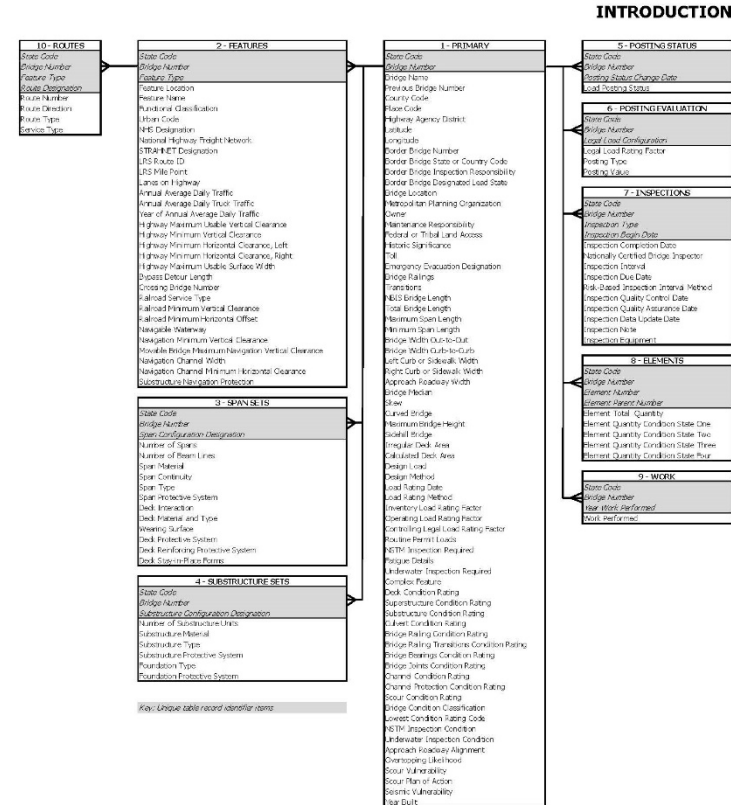 INTRODUCTION
10 - ROUTES
State Code
Bridge Number
Feature Type
Route Designation
Route Number
Route Direction
Route Type
Service Type
2 - FEATURES
State Code
Bridge Number
Feature Type
Feature Location
Feature Name
Functional Classification
Urban Code
NHS Designation
National Highway Freight Network
STRAHNET Designation
LRS Route ID
LRS Mile Point
Lanes on Highway
Annual Average Daily Traffic
Annual Average Daily Truck Traffic
Year of Annual Average Daily Traffic
Highway Maximum Usable Vertical Clearance
Highway Minimum Vertical Clearance
Highway Minimum Horizontal Clearance, Left
Highway Minimum Horizontal Clearance, Right
Highway Maximum Usable Surface Width
Bypass Detour Length
Crossing Bridge Number
Railroad Service Type
Railroad Minimum Vertical Clearance
Railroad Minimum Horizontal Offset
Navigable Waterway
Navigation Minimum Vertical Clearance
Movable Bridge Maximum Navigation Vertical Clearance
Navigation Channel Width
Navigation Channel Minimum Horizontal Clearance
Substructure Navigation Protection
3 - SPAN SETS
State Code
Bridge Number
Span Configuration Designation
Number of Spans
Number of Beam Lines
Span Material
Span Continuity
Span Type
Span Protective System
Deck Interaction
Deck Material and Type
Wearing Surface
Deck Protective System
Deck Reinforcing Protective System
Deck Stay-in-Place Forms
4 - SUBSTRUCTURE SETS
State Code
Bridge Number
Substructure Configuration Designation
Number of Substructure Units
Substructure Material
Substructure Type
Substructure Protective System
Foundation Type
Foundation Protective System
Key: Unique table record identifier items
1 - PRIMARY
State Code
Bridge Number
Bridge Name
Previous Bridge Number
County Code
Place Code
Highway Agency District
Latitude
Longitude
Border Bridge Number
Border Bridge State or Country Code
Border Bridge Inspection Responsibility
Border Bridge Designated Lead State
Bridge Location
Metropolitan Planning Organization
Owner
Maintenance Responsibility
Federal or Tribal Land Access
Historic Significance
Toll
Emergency Evacuation Designation
Bridge Railings
Transitions
NBIS Bridge Length
Total Bridge Length
Maximum Span Length
Minimum Span Length
Bridge Width Out-to-Out
Bridge Width Curb-to-Curb
Left Curb or Sidewalk Width
Right Curb or Sidewalk Width
Approach Roadway Width
Bridge Median
Skew
Curved Bridge
Maximum Bridge Height
Sidehill Bridge
Irregular Deck Area
Calculated Deck Area
Design Load
Design Method
Load Rating Date
Load Rating Method
Inventory Load Rating Factor
Operating Load Rating Factor
Controlling Legal Load Rating Factor
Routine Permit Loads
NSTM Inspection Required
Fatigue Details
Underwater Inspection Required
Complex Feature
Deck Condition Rating
Superstructure Condition Rating
Substructure Condition Rating
Culvert Condition Rating
Bridge Railing Condition Rating
Bridge Railing Transitions Condition Rating
Bridge Bearings Condition Rating
Bridge Joints Condition Rating
Channel Condition Rating
Channel Protection Condition Rating
Scour Condition Rating
Bridge Condition Classification
Lowest Condition Rating Code
NSTM Inspection Condition
Underwater Inspection Condition
Approach Roadway Alignment
Overtopping Likelihood
Scour Vulnerability
Scour Plan of Action
Seismic Vulnerability
Year Built
5 - POSTING STATUS
State Code
Bridge Number
Posting Status Change Date
Load Posting Status
6 - POSTING EVALUATION
State Code
Bridge Number
Legal Load Configuration
Legal Load Rating Factor
Posting Type
Posting Value
7 - INSPECTIONS
State Code
Bridge Number
Inspection Type
Inspection Begin Date
Inspection Completion Date
Nationally Certified Bridge Inspector
Inspection Interval
Inspection Due Date
Risk-Based Inspection Interval Method
Inspection Quality Control Date
Inspection Quality Assurance Date
Inspection Data Update Date
Inspection Note
Inspection Equipment
8 - ELEMENTS
State Code
Bridge Number
Element Number
Element Parent Number
Element Total Quantity
Element Quantity Condition State One
Element Quantity Condition State Two
Element Quantity Condition State Three
Element Quantity Condition State Four
9 - WORK
State Code
Bridge Number
Year Work Performed
Work Performed